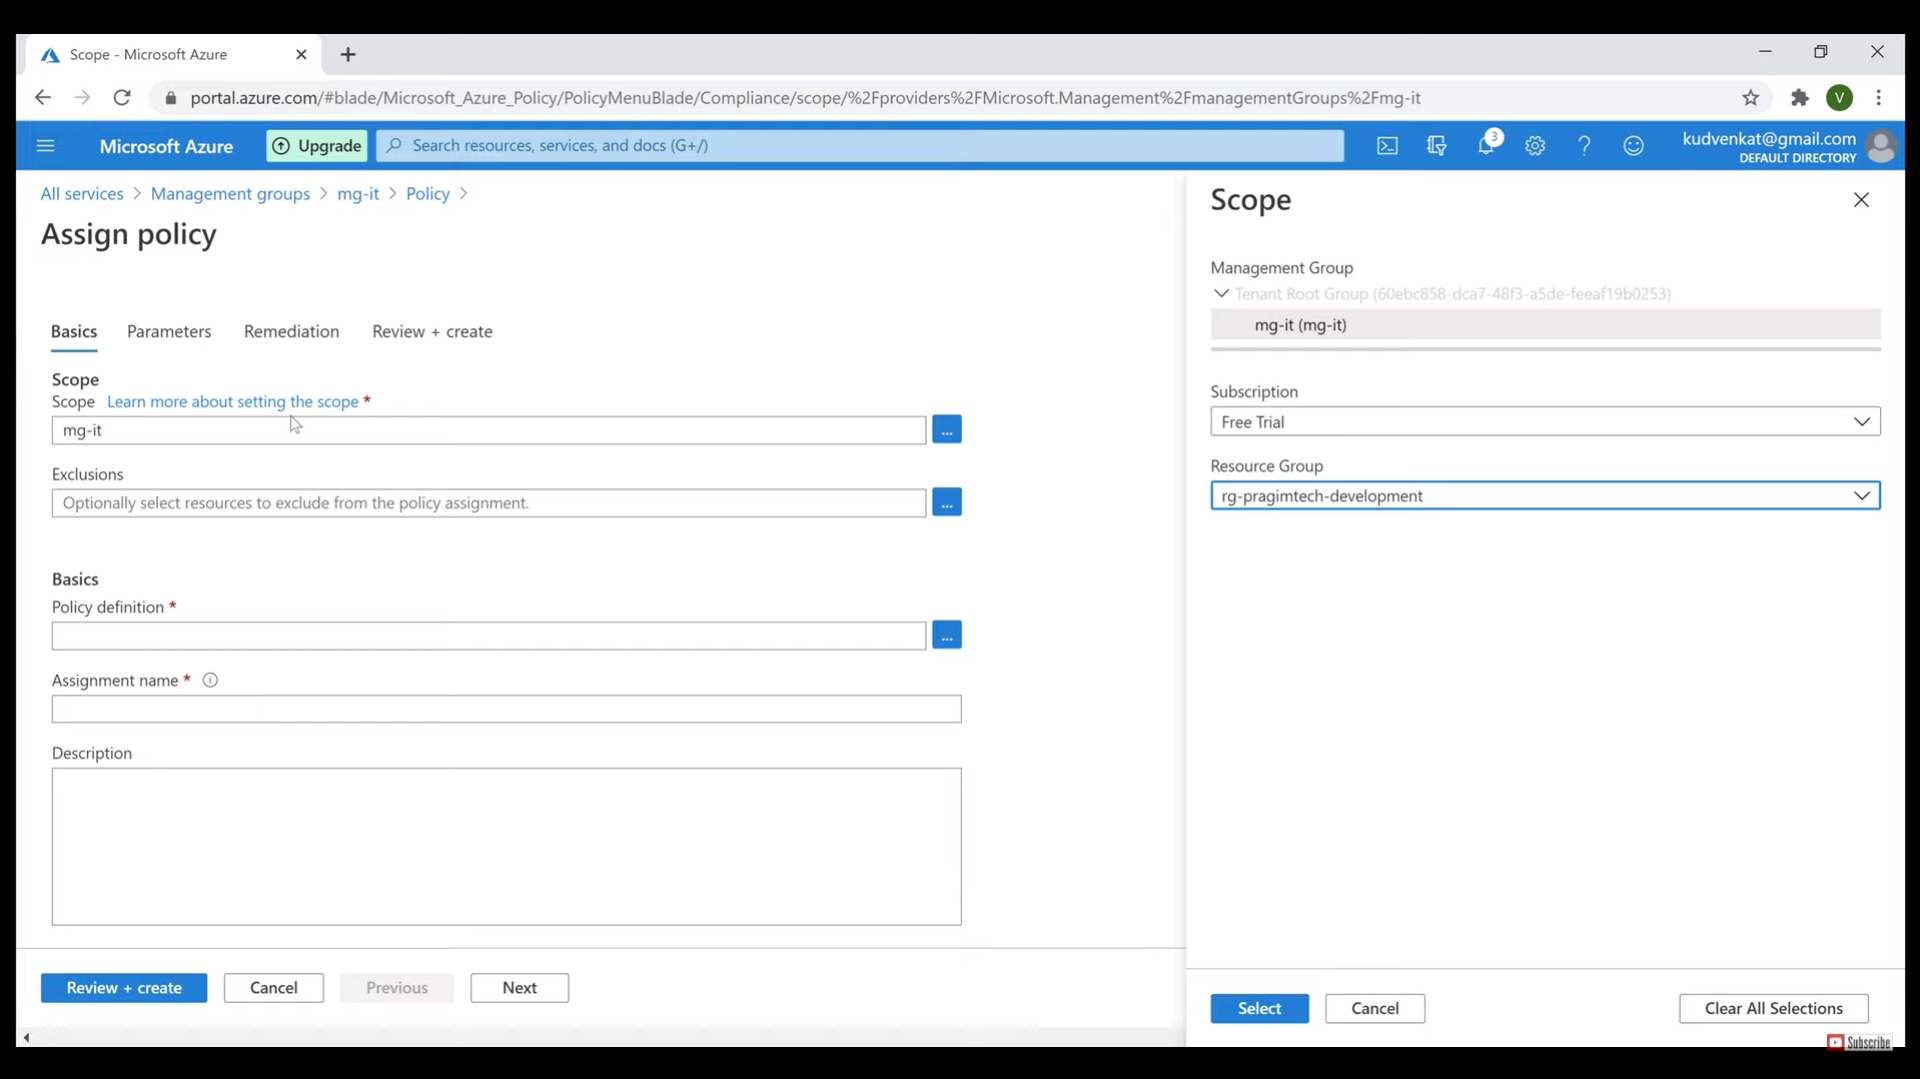 Scope - Microsoft Azure
portal.azure.com/#blade/Microsoft_Azure_Policy/PolicyMenuBlade/Compliance/scope/%2Fproviders%2FMicrosoft.Management%2FmanagementGroups%2Fmg-it
V
Microsoft Azure
Upgrade
Search resources, services, and docs (G+/)
3
kudvenkat@gmail.com
DEFAULT DIRECTORY
All services > Management groups > mg-it > Policy >
Assign policy
Basics
Parameters
Remediation
Review + create
Scope
Scope Learn more about setting the scope *
mg-it
...
Exclusions
Optionally select resources to exclude from the policy assignment.
...
Basics
Policy definition *
...
Assignment name *
Description
Review + create
Cancel
Previous
Next
Scope
Management Group
Tenant Root Group (60ebc858-dca7-48f3-a5de-feeaf19b0253)
mg-it (mg-it)
Subscription
Free Trial
Resource Group
rg-pragimtech-development
Select
Cancel
Clear All Selections
Subscribe